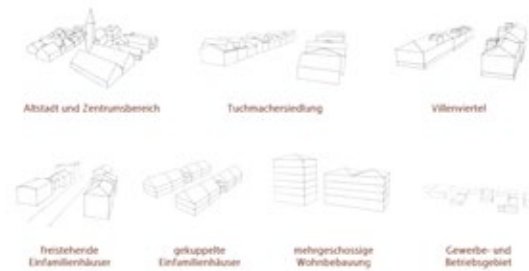 Altstadt und Zentrumsbereich
Tuchmachersiedlung
Villenviertel
freistehende
Einfamilienhäuser
gekuppelte
Einfamilienhäuser
mehrgeschossige
Wohnbebauung
Gewerbe- und
Betriebsgebiet